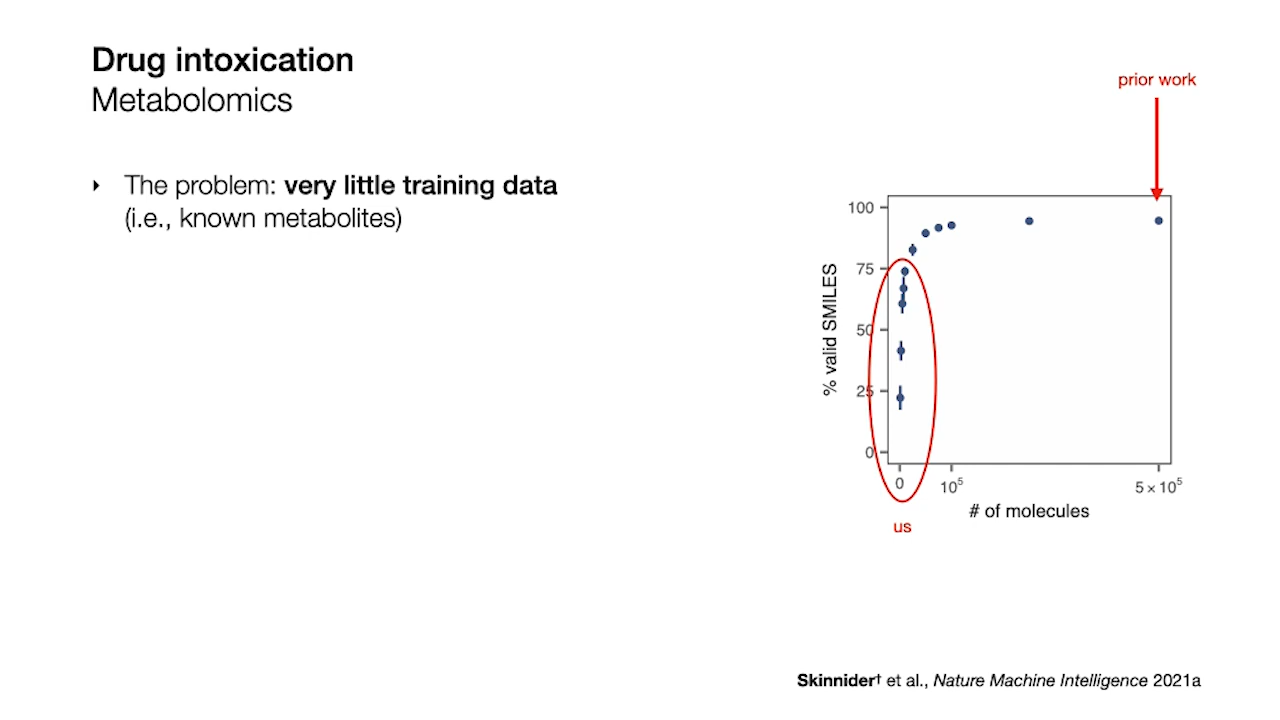 Drug intoxication
Metabolomics
‣ The problem: very little training data
(i.e., known metabolites)
prior work
100
75
50
25
0
% valid SMILES
0
10⁵
5 × 10⁵
# of molecules
us
Skinnider† et al., Nature Machine Intelligence 2021a